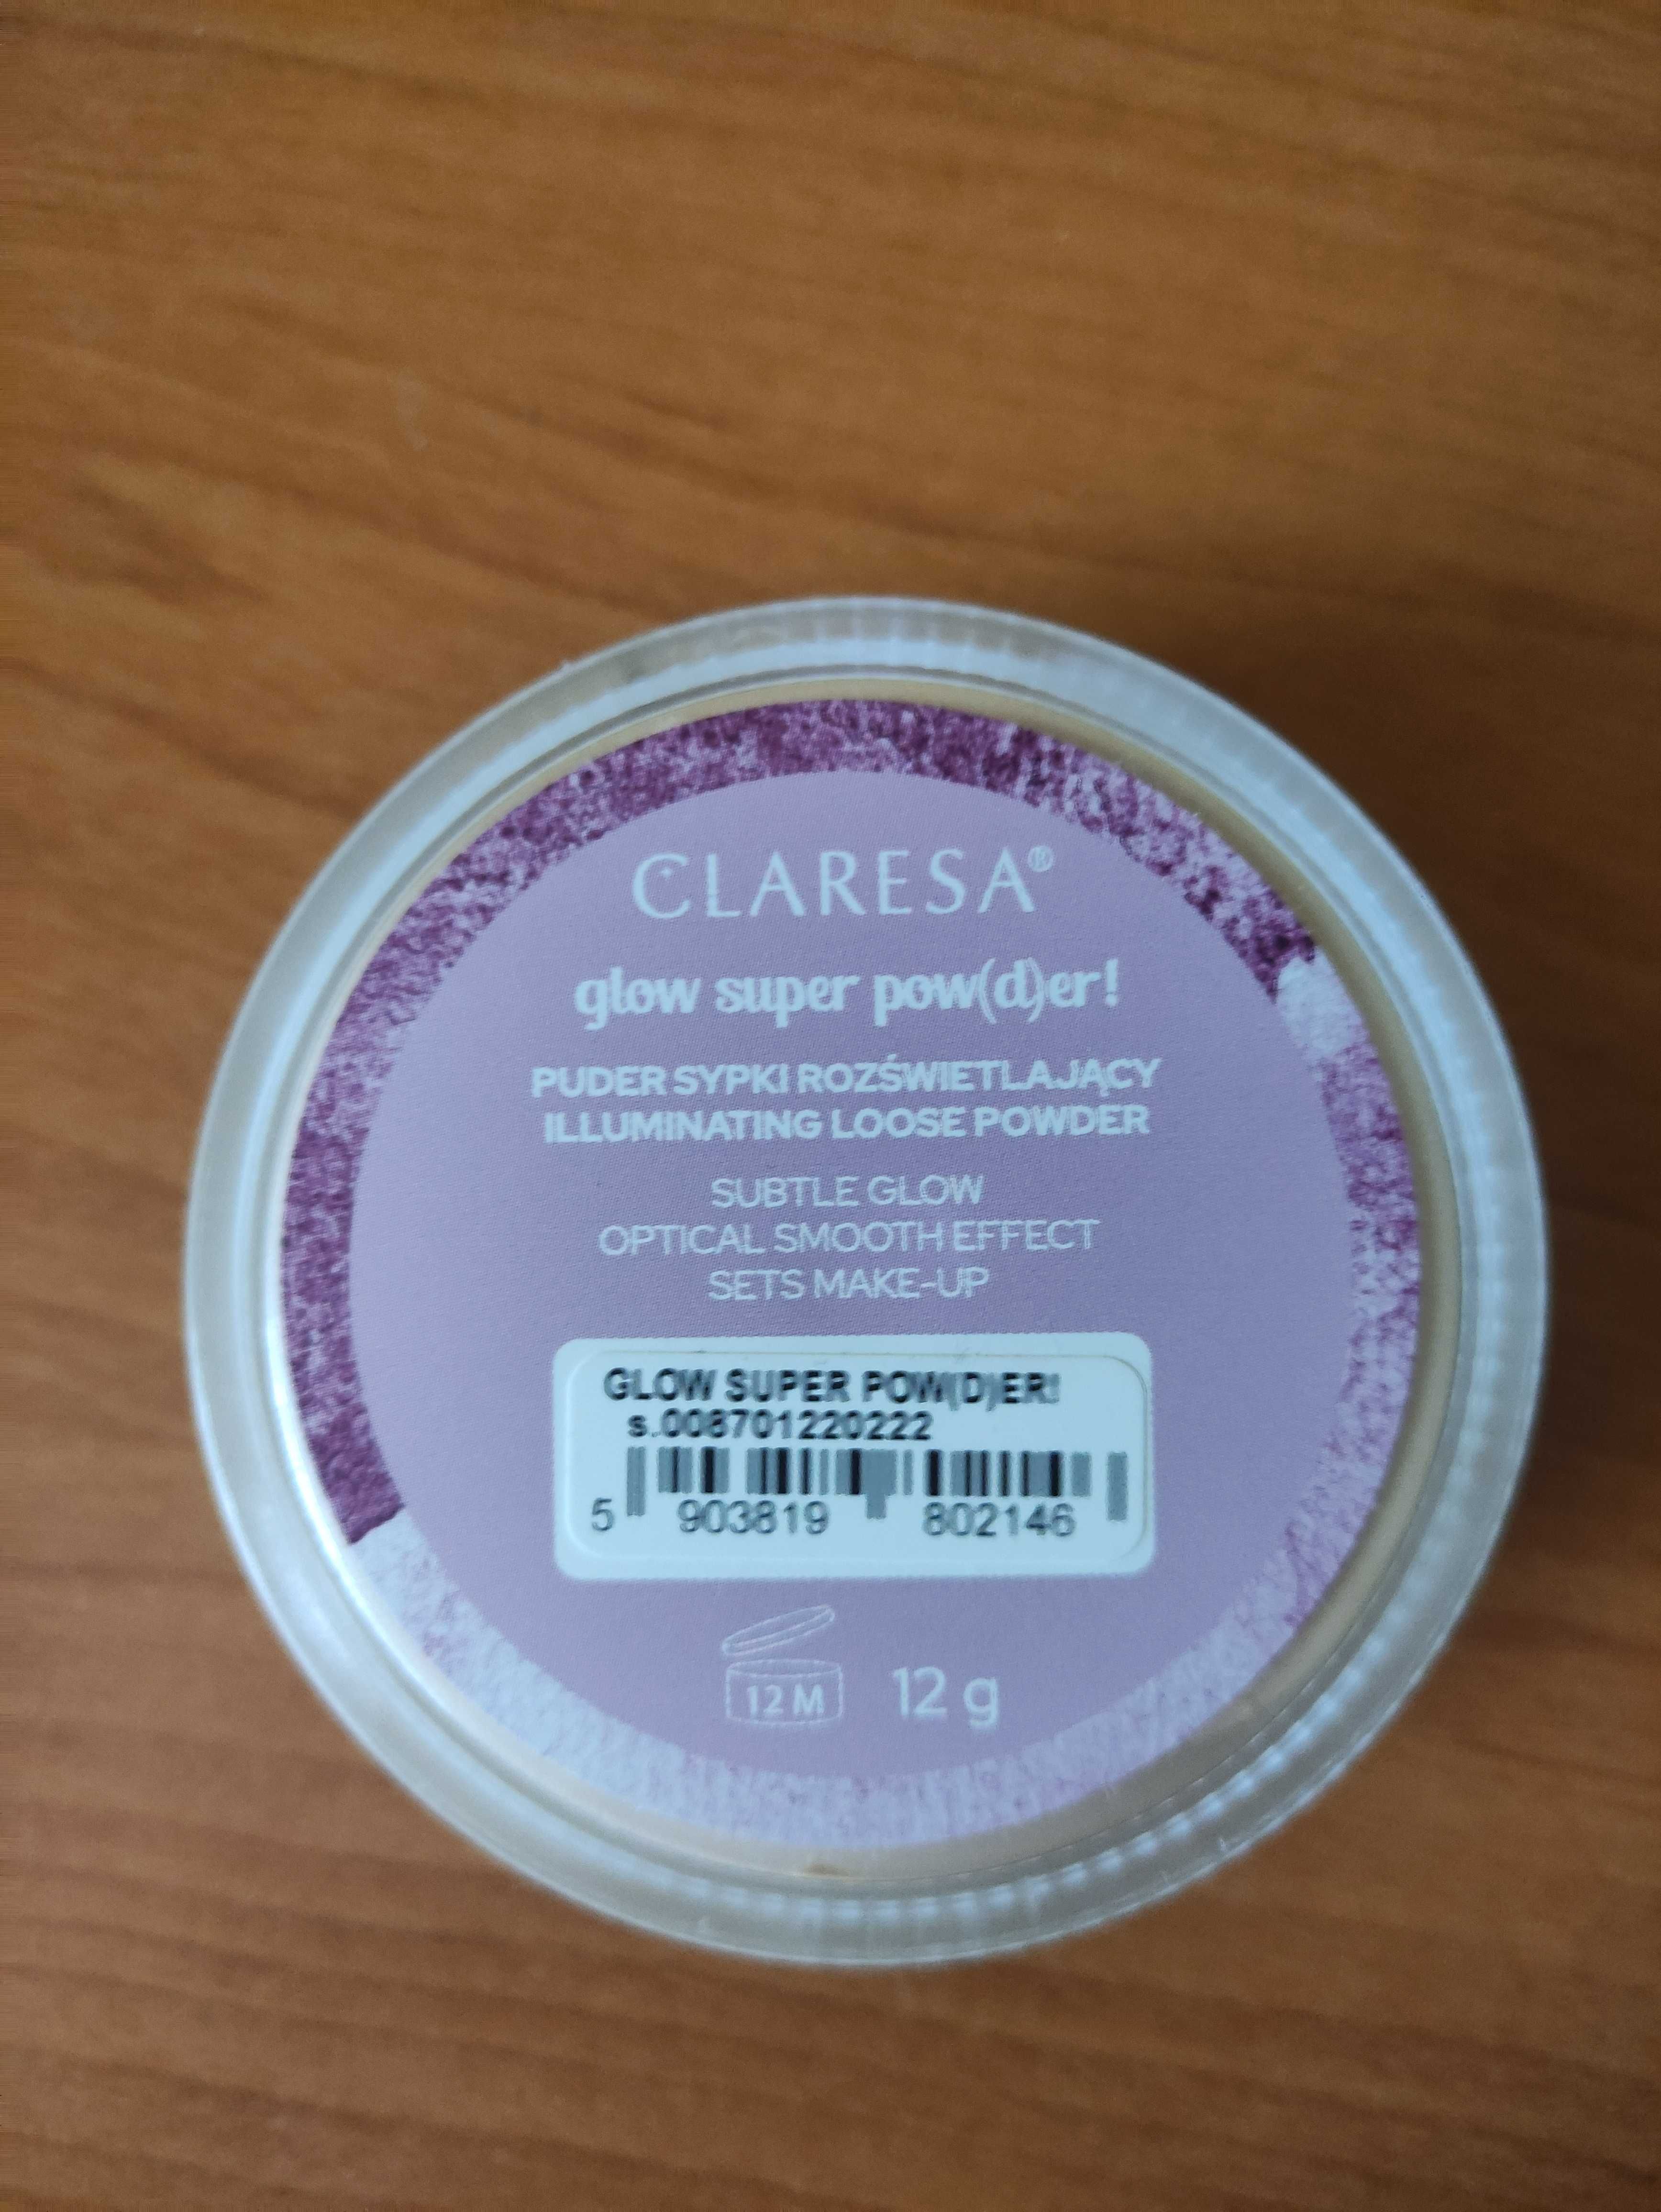 CLARESA®
glow super pow(d)er!
PUDER SYPKI ROZŚWIETLAJĄCY
ILLUMINATING LOOSE POWDER
SUBTLE GLOW
OPTICAL SMOOTH EFFECT
SETS MAKE-UP
GLOW SUPER POW(D)ER!
s.008701220222
5 903819 802146
12 M 12 g